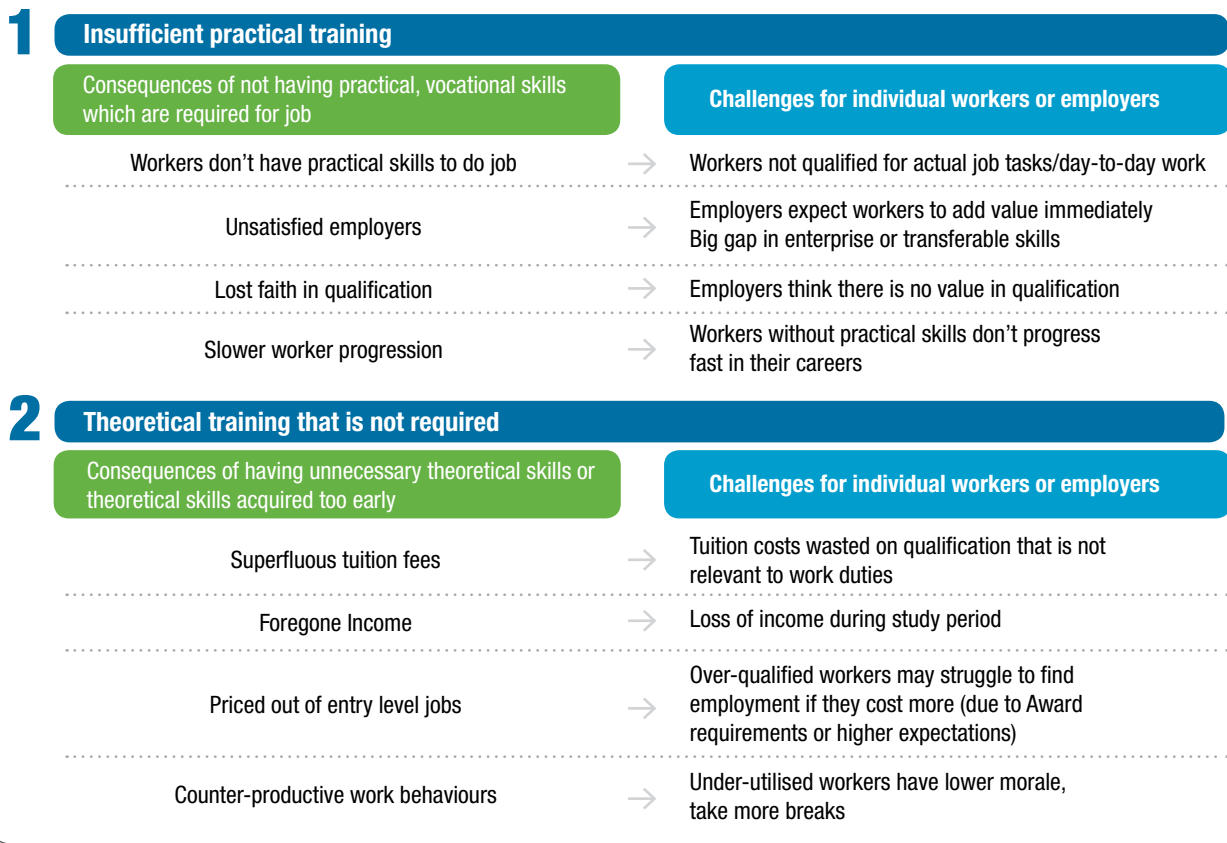 1
Insufficient practical training
Consequences of not having practical, vocational skills
which are required for job
Challenges for individual workers or employers
Workers don't have practical skills to do job
→
Workers not qualified for actual job tasks/day-to-day work
Unsatisfied employers
→
Employers expect workers to add value immediately
Big gap in enterprise or transferable skills
Lost faith in qualification
→
Employers think there is no value in qualification
Slower worker progression
→
Workers without practical skills don't progress
fast in their careers
2
Theoretical training that is not required
Consequences of having unnecessary theoretical skills or
theoretical skills acquired too early
Challenges for individual workers or employers
Superfluous tuition fees
→
Tuition costs wasted on qualification that is not
relevant to work duties
Foregone Income
→
Loss of income during study period
Priced out of entry level jobs
→
Over-qualified workers may struggle to find
employment if they cost more (due to Award
requirements or higher expectations)
Counter-productive work behaviours
→
Under-utilised workers have lower morale,
take more breaks